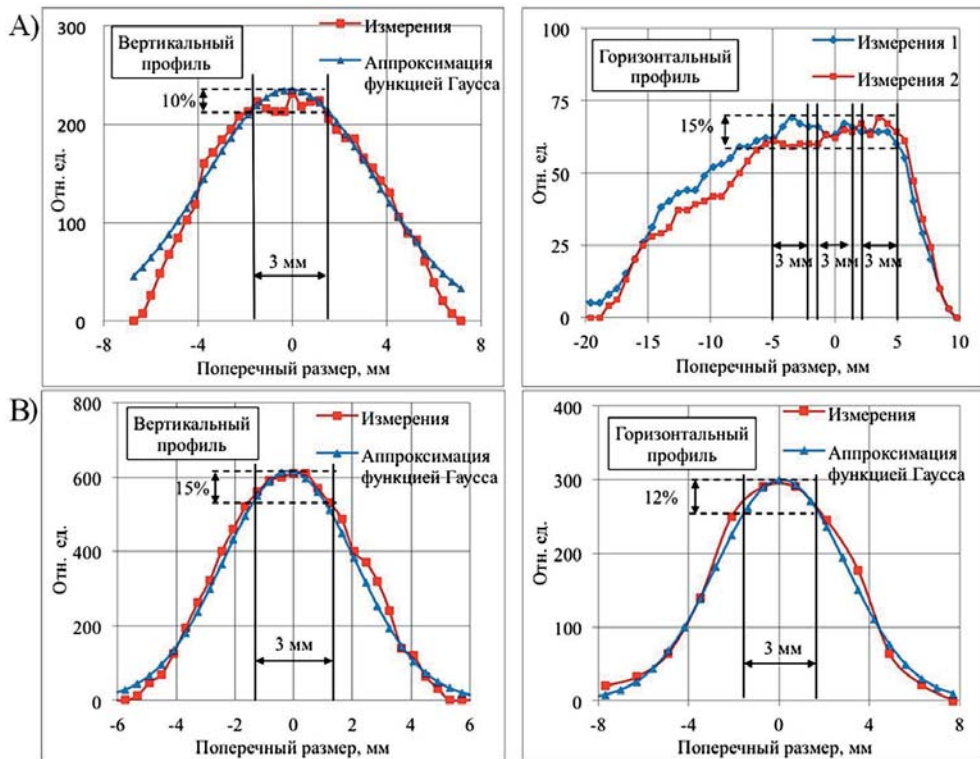 A)
300
200
100
0
-8
-4
0
4
8
Отн. ед.
Поперечный размер, мм
Вертикальный
профиль
Измерения
Аппроксимация
функцией Гаусса
10%
3 мм
100
75
50
25
0
-20
-15
-10
-5
0
5
10
Отн. ед.
Поперечный размер, мм
Горизонтальный
профиль
Измерения 1
Измерения 2
15%
3 мм
3 мм
3 мм
B)
800
600
400
200
0
-6
-4
-2
0
2
4
6
Отн. ед.
Поперечный размер, мм
Вертикальный
профиль
Измерения
Аппроксимация
функцией Гаусса
15%
3 мм
400
300
200
100
0
-8
-4
0
4
8
Отн. ед.
Поперечный размер, мм
Горизонтальный
профиль
Измерения
Аппроксимация
функцией Гаусса
12%
3 мм